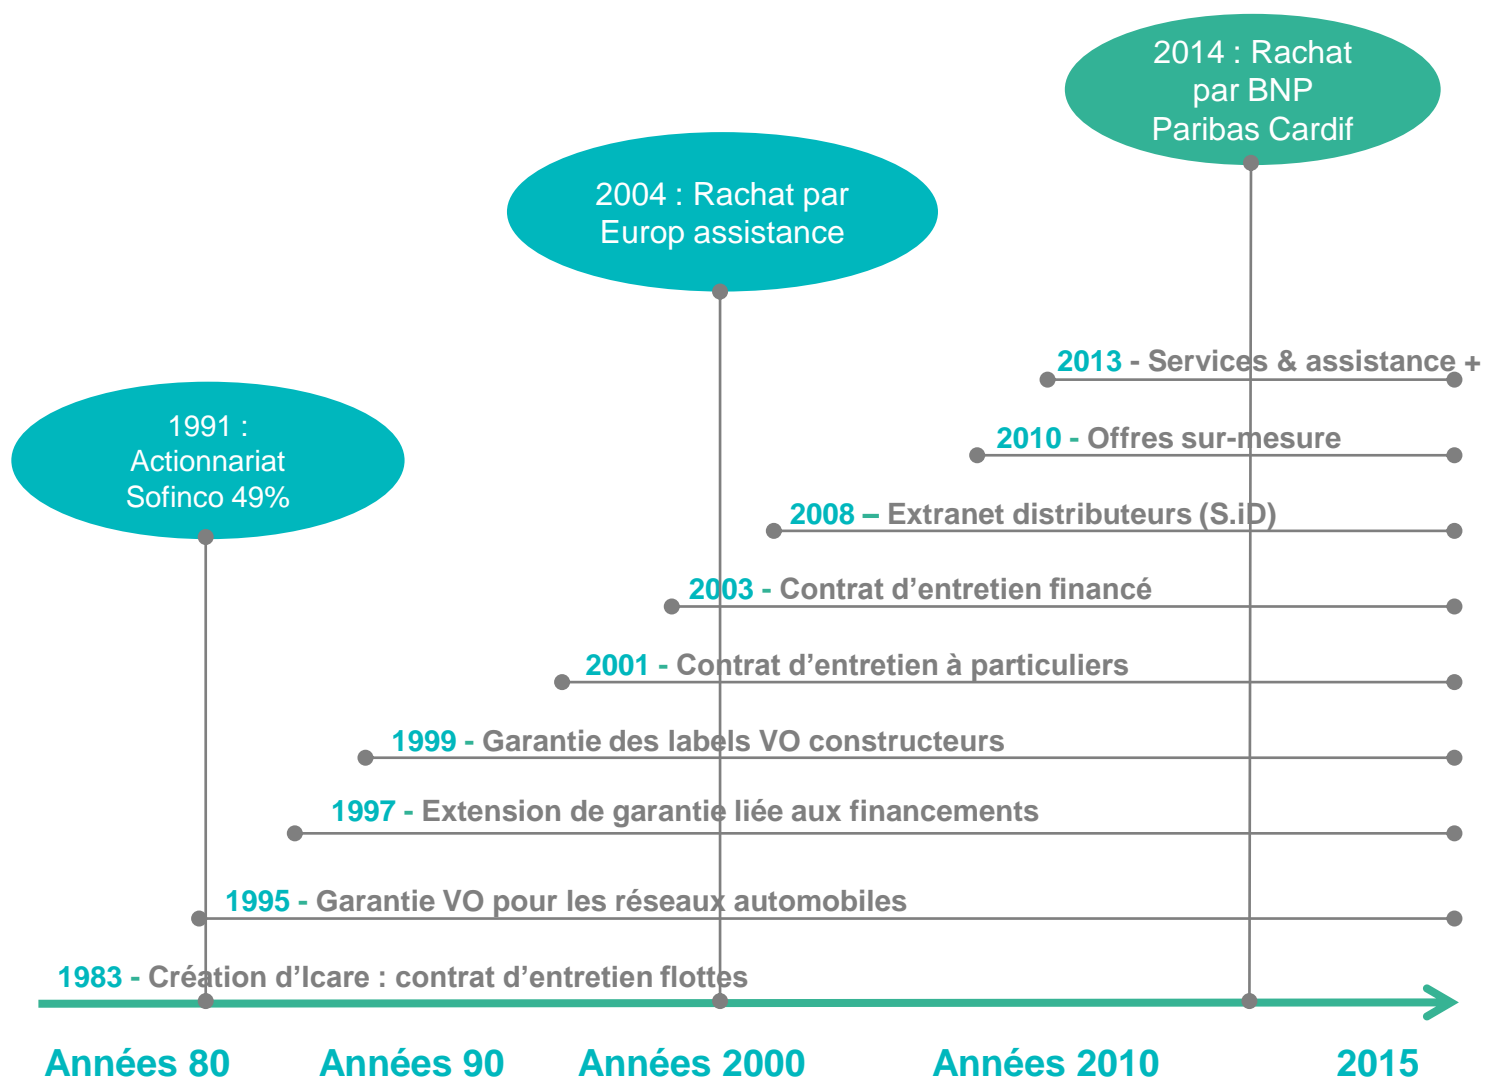 2014 : Rachat
par BNP
Paribas Cardif
2004 : Rachat par
Europ assistance
1991 :
Actionnariat
Sofinco 49%
2013 - Services & assistance +
2010 - Offres sur-mesure
2008 – Extranet distributeurs (S.iD)
2003 - Contrat d’entretien financé
2001 - Contrat d’entretien à particuliers
1999 - Garantie des labels VO constructeurs
1997 - Extension de garantie liée aux financements
1995 - Garantie VO pour les réseaux automobiles
1983 - Création d’Icare : contrat d’entretien flottes
Années 80 Années 90 Années 2000 Années 2010 2015